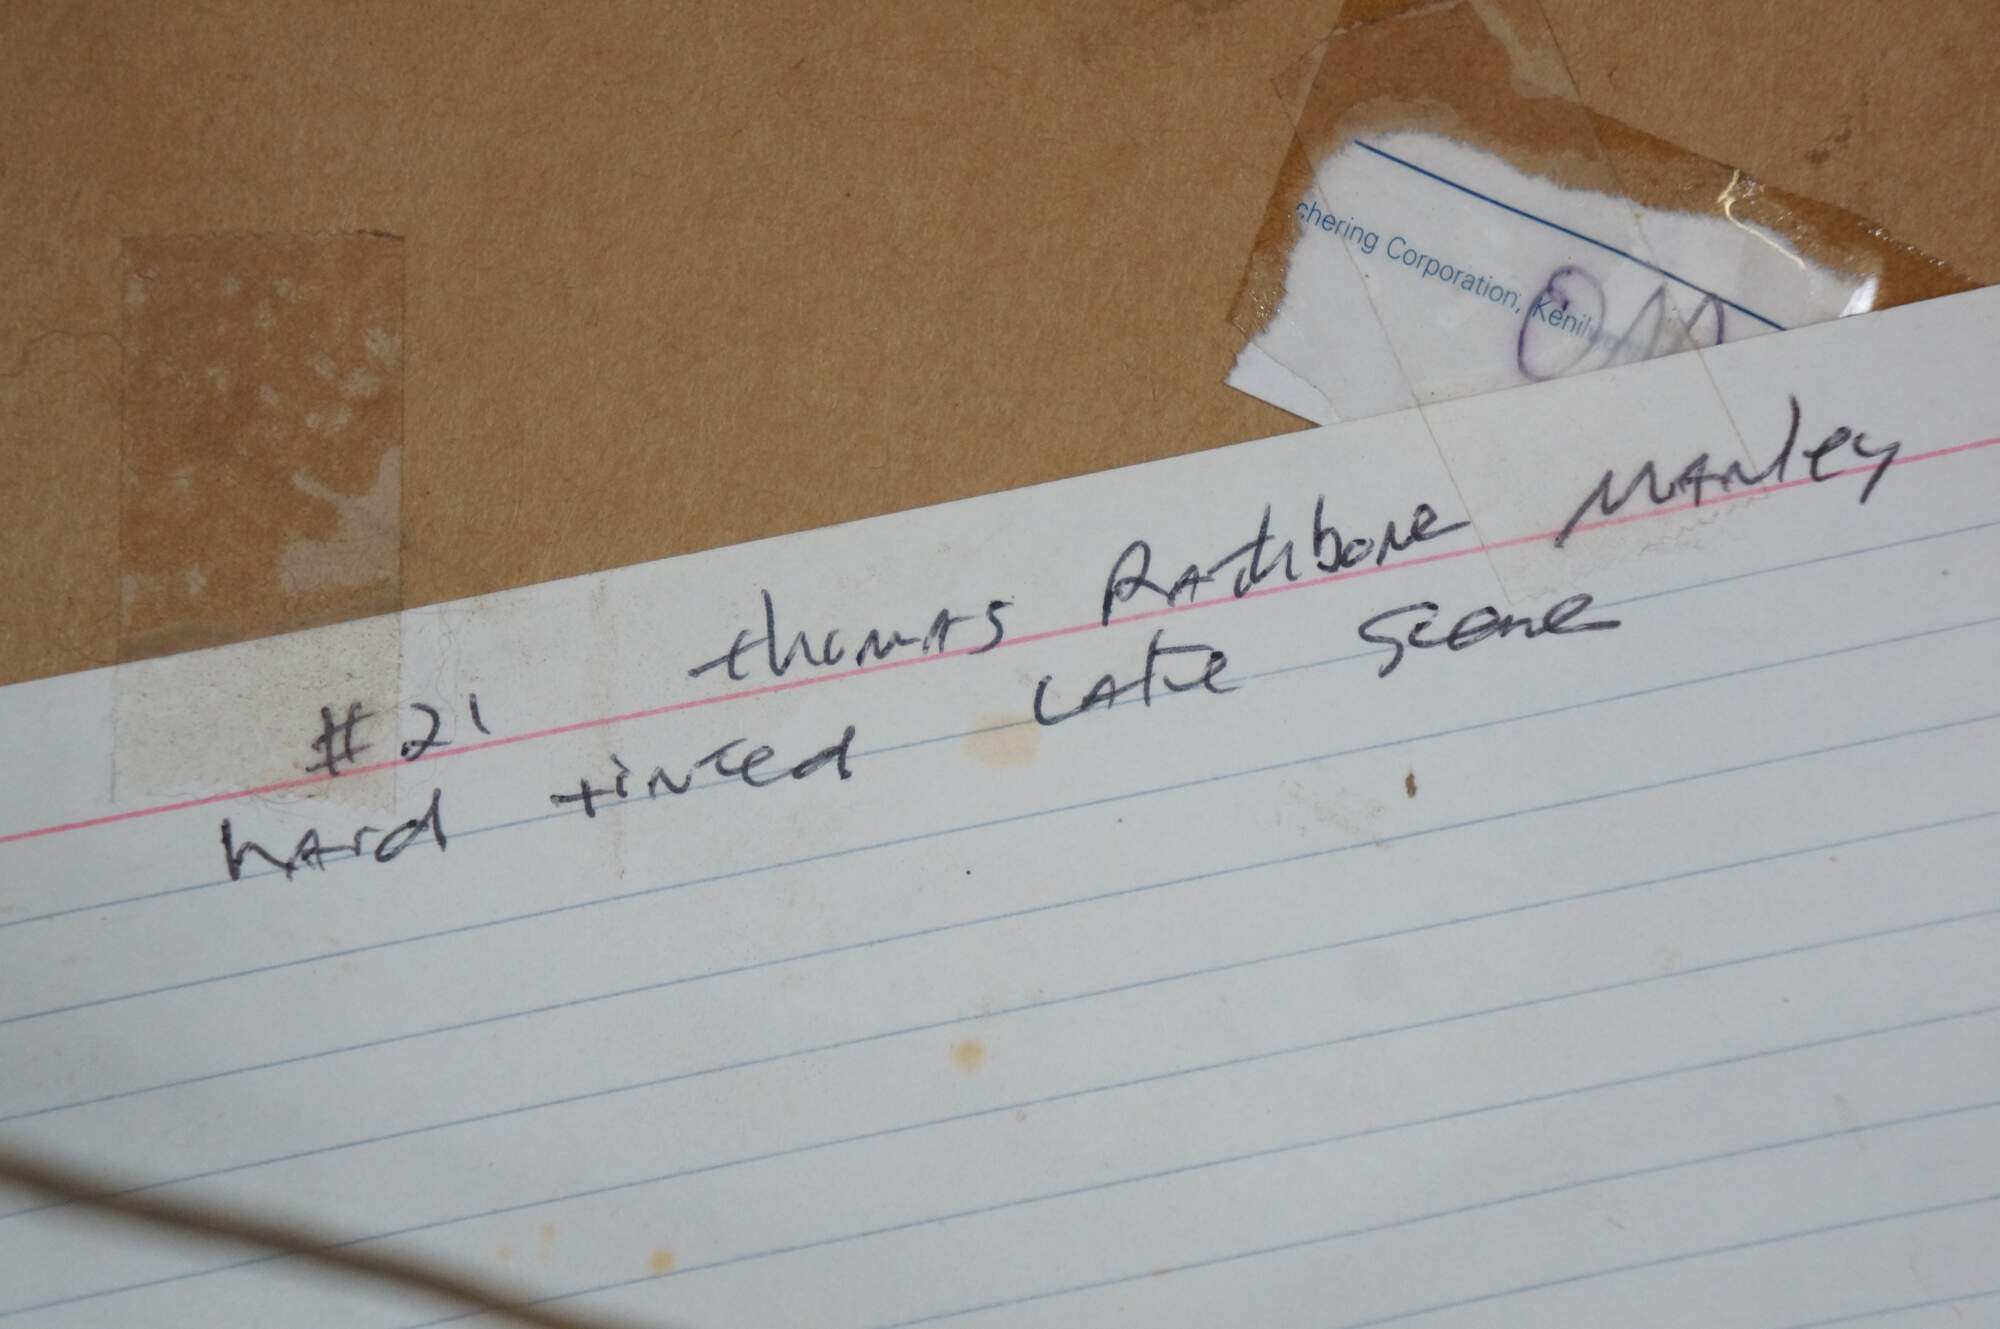 chering Corporation, Kenil
#21 thomas Rathbone Manley
hand tinted Lake Scene